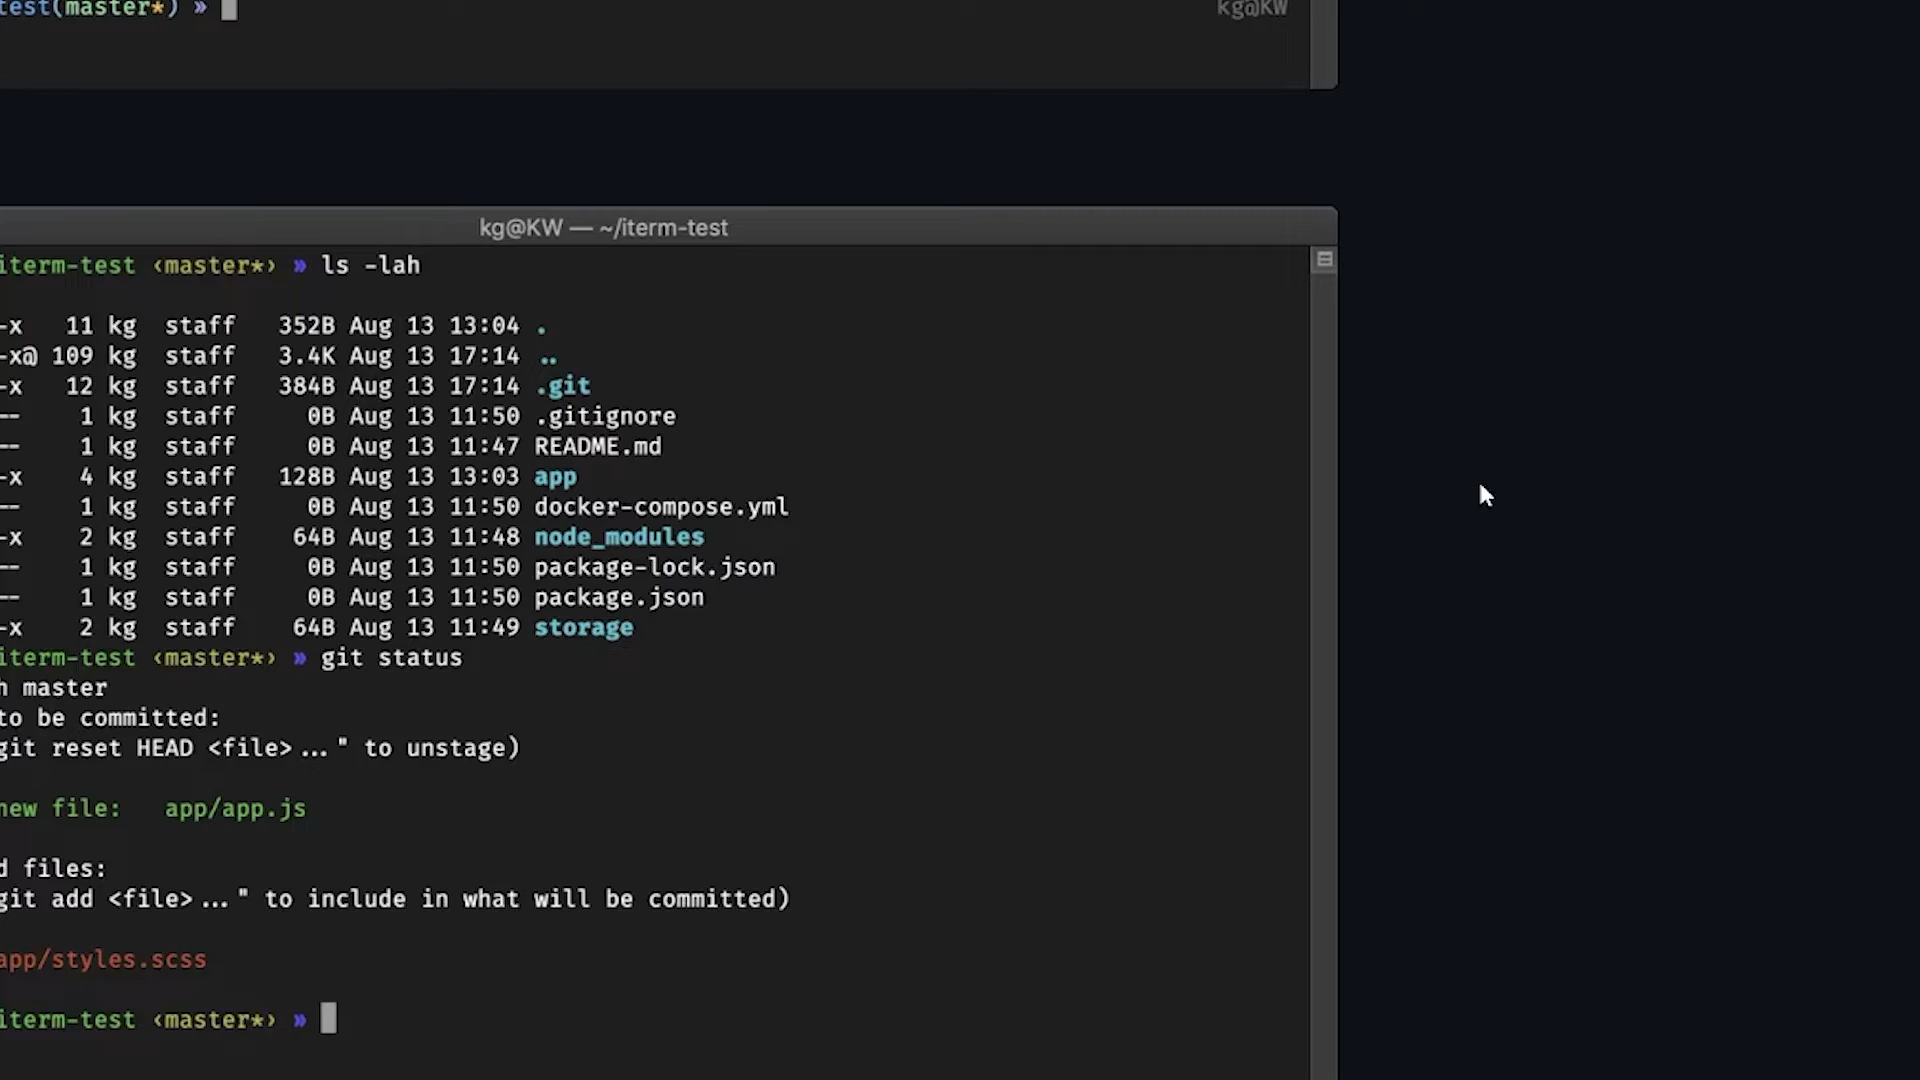 test(master*) » kg@KW
kg@KW — ~/iterm-test
iterm-test ‹master*› » ls -lah
-x 11 kg staff 352B Aug 13 13:04 .
-x@ 109 kg staff 3.4K Aug 13 17:14 ..
-x 12 kg staff 384B Aug 13 17:14 .git
-- 1 kg staff 0B Aug 13 11:50 .gitignore
-- 1 kg staff 0B Aug 13 11:47 README.md
-x 4 kg staff 128B Aug 13 13:03 app
-- 1 kg staff 0B Aug 13 11:50 docker-compose.yml
-x 2 kg staff 64B Aug 13 11:48 node_modules
-- 1 kg staff 0B Aug 13 11:50 package-lock.json
-- 1 kg staff 0B Aug 13 11:50 package.json
-x 2 kg staff 64B Aug 13 11:49 storage
iterm-test ‹master*› » git status
h master
to be committed:
git reset HEAD <file>..." to unstage)
new file: app/app.js
d files:
git add <file>..." to include in what will be committed)
app/styles.scss
iterm-test ‹master*› »